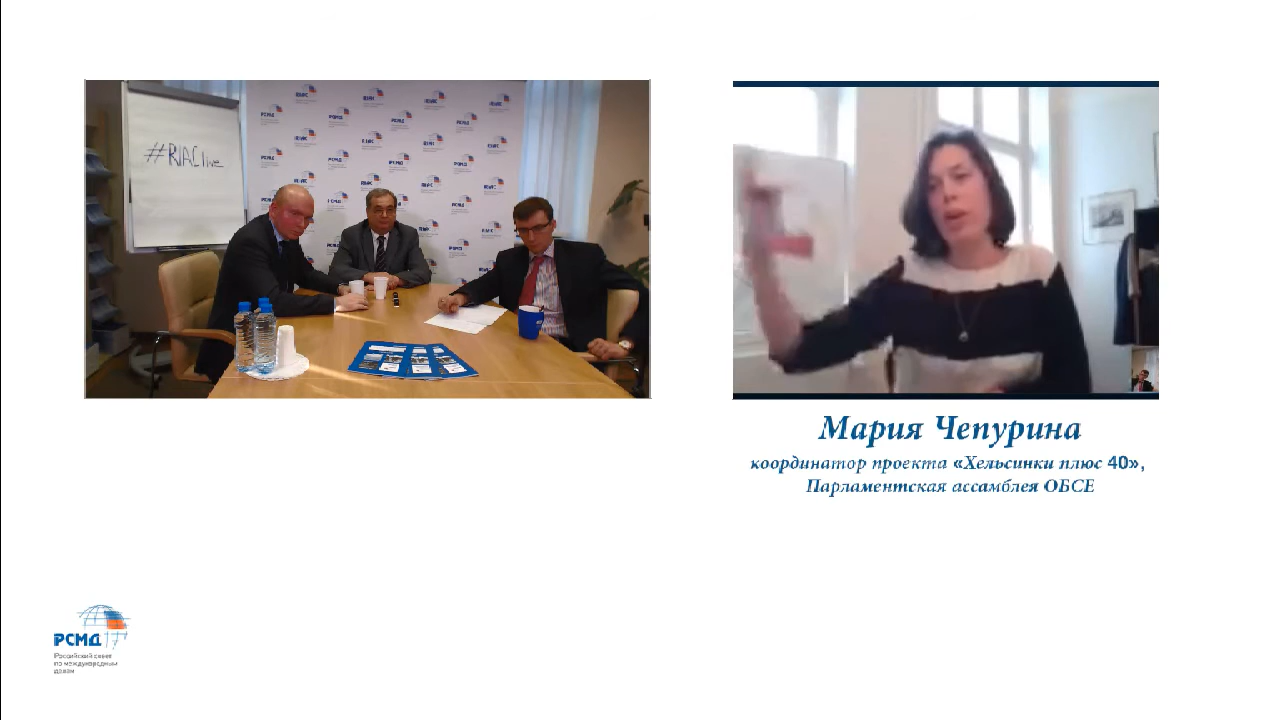 #RIAClive
Мария Чепурина
координатор проекта «Хельсинки плюс 40»,
Парламентская ассамблея ОБСЕ
РСМД
Российский совет
по международным
делам